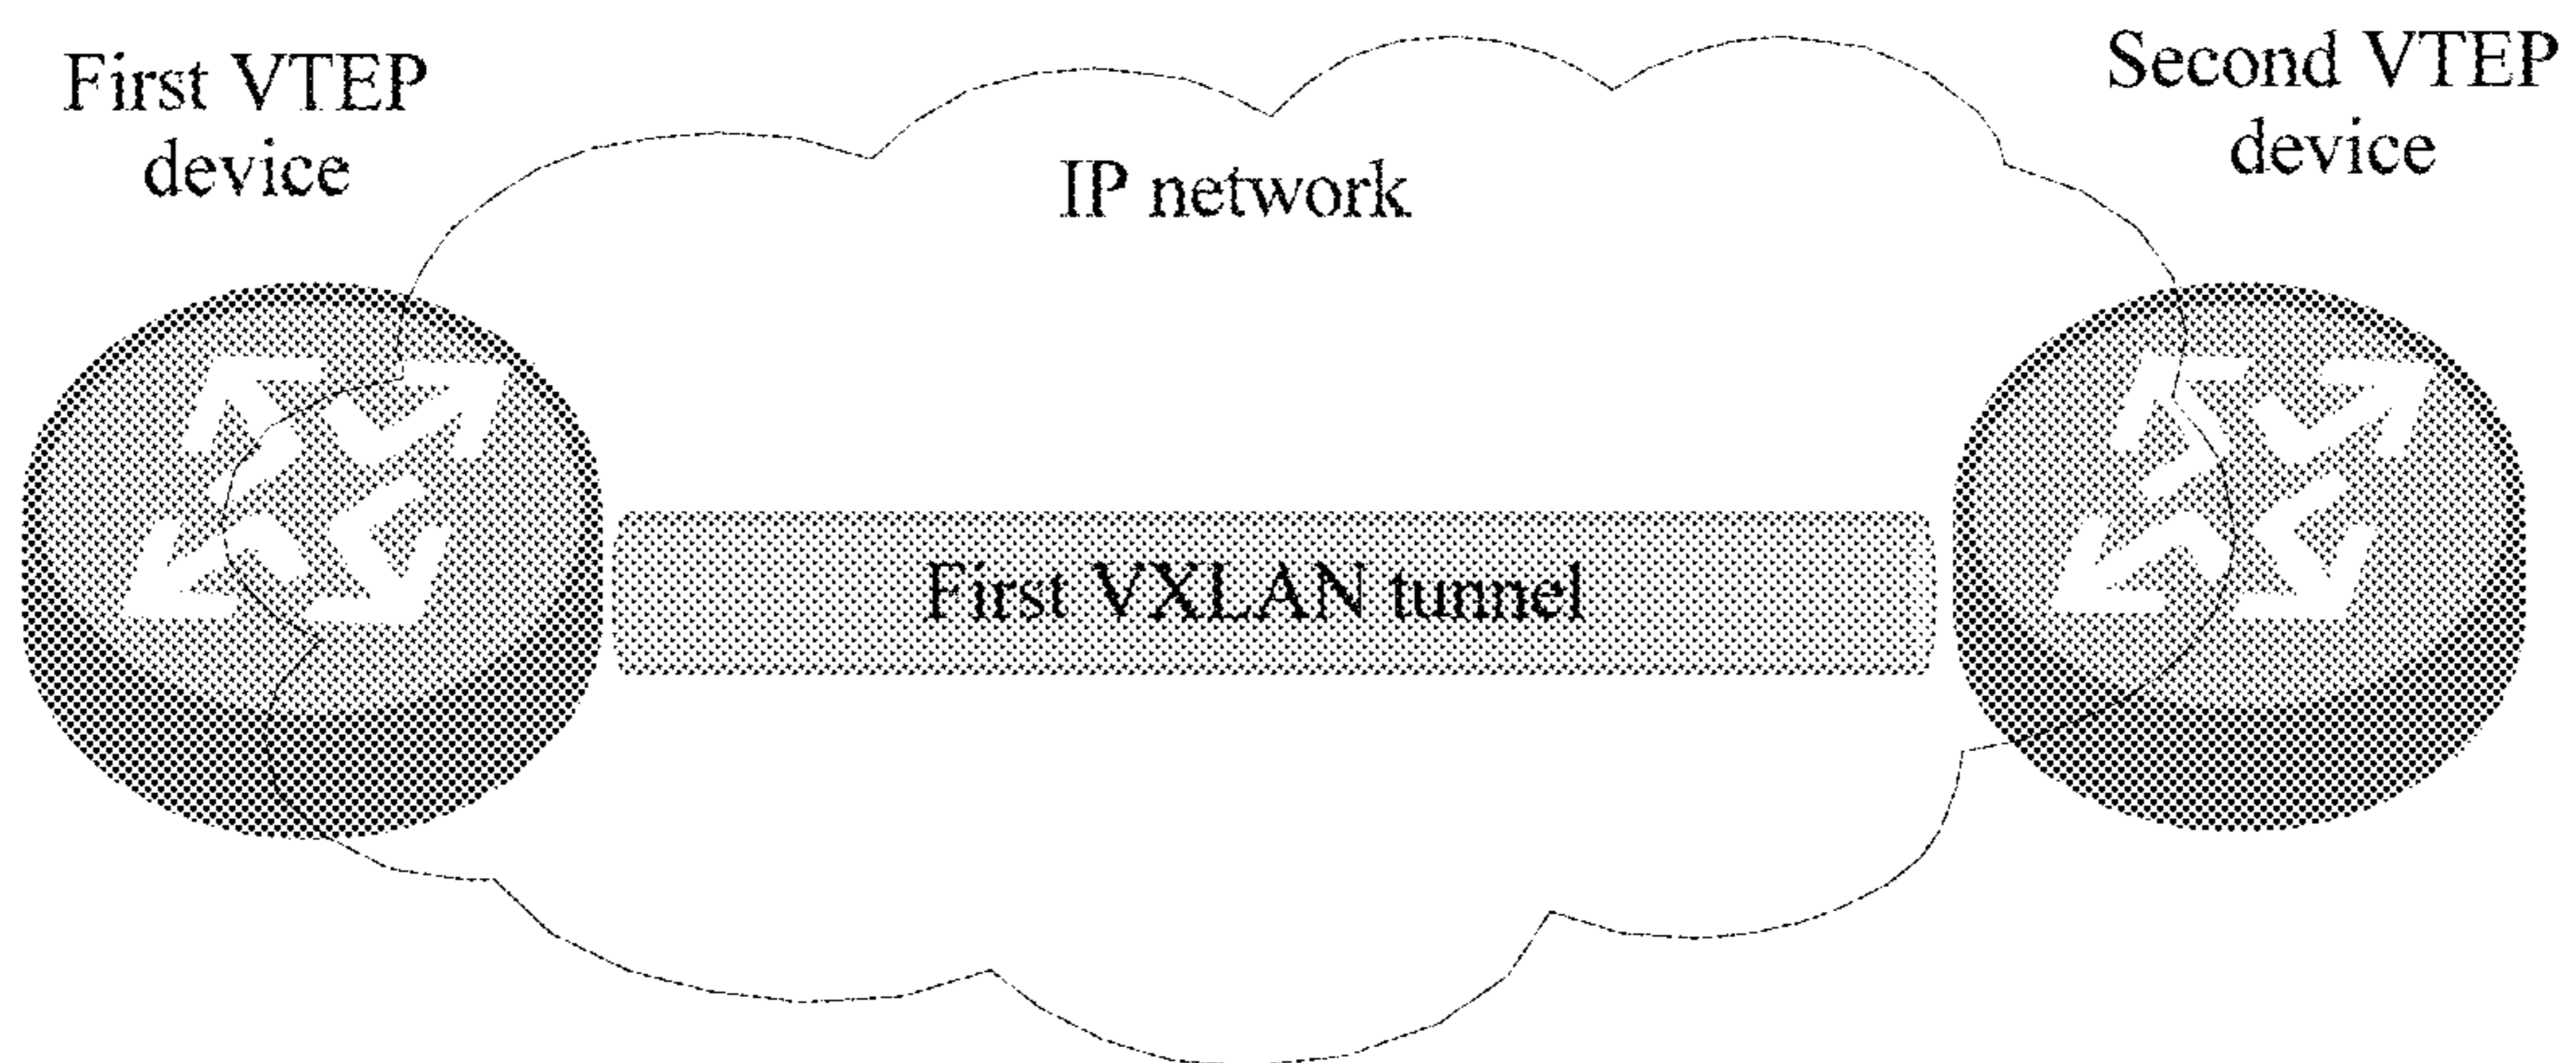 First VTEP
device
Second VTEP
device
IP network
First VXLAN tunnel